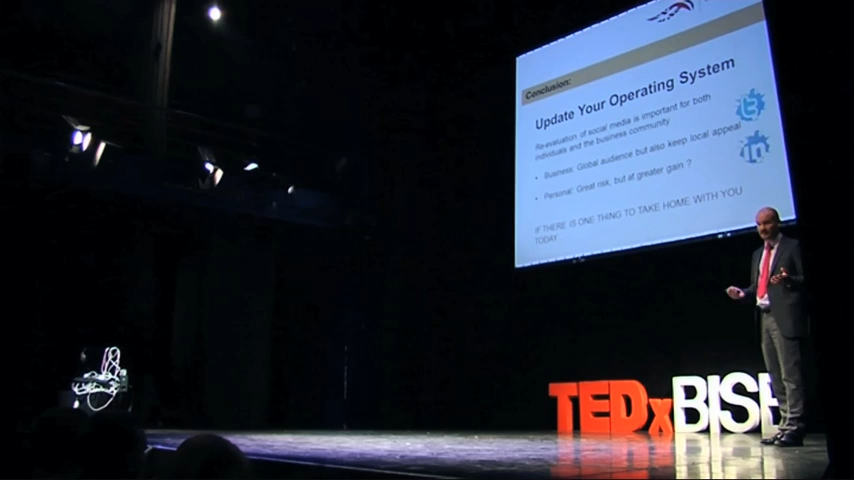 Conclusion:
Update Your Operating System
Re-evaluation of social media is important for both
individuals and the business community
• Business: Global audience but also keep local appeal
• Personal: Great risk, but at greater gain ?
IF THERE IS ONE THING TO TAKE HOME WITH YOU
TODAY
in
TEDxBISE